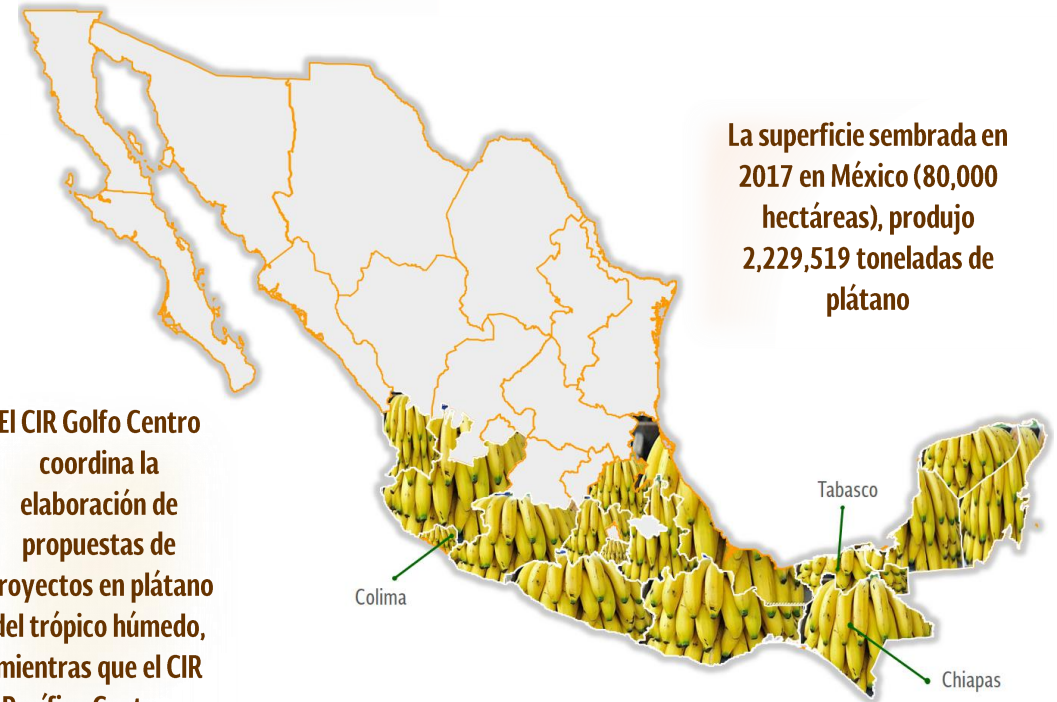 La superficie sembrada en
2017 en México (80,000
hectáreas), produjo
2,229,519 toneladas de
plátano
El CIR Golfo Centro
coordina la
elaboración de
propuestas de
royectos en plátano
del trópico húmedo,
mientras que el CIR
Tabasco
Colima
Chiapas